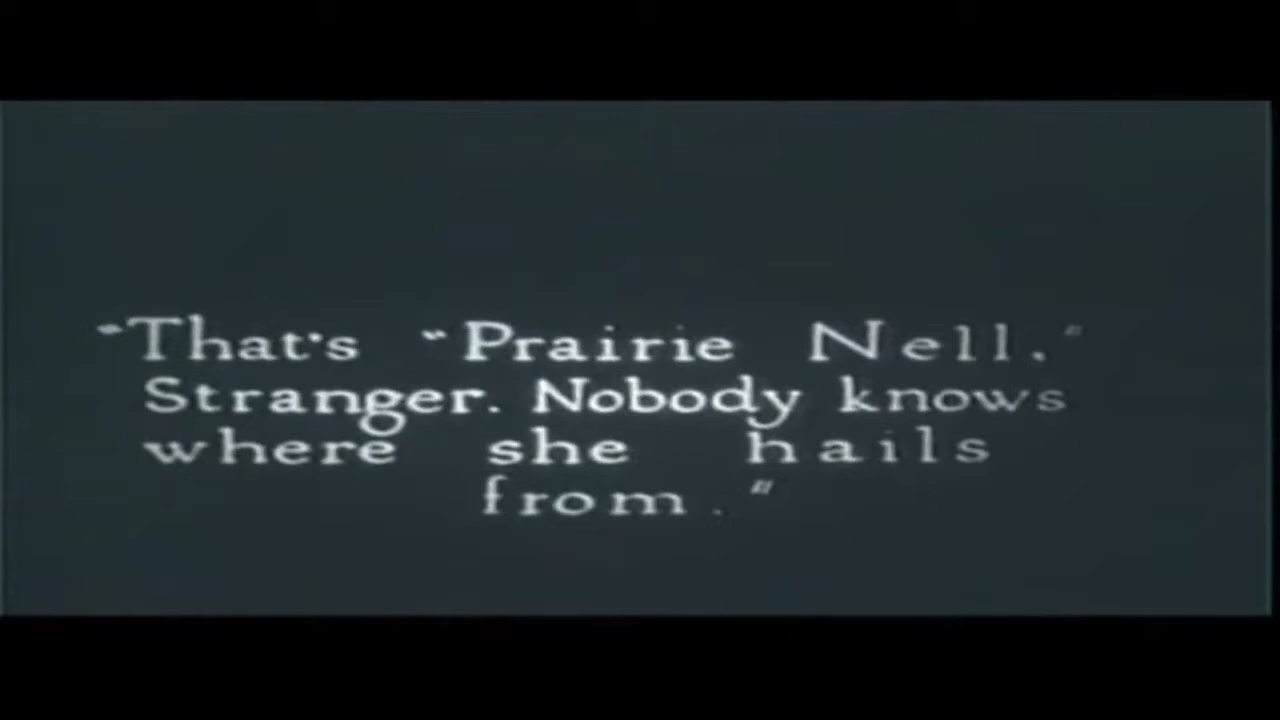 "That's "Prairie Nell,"
Stranger. Nobody knows
where she hails
from."